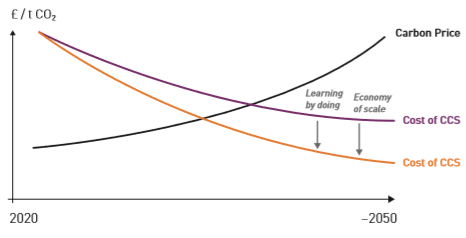 £ / t CO₂
Carbon Price
Learning
by doing
Economy
of scale
Cost of CCS
Cost of CCS
2020
~2050